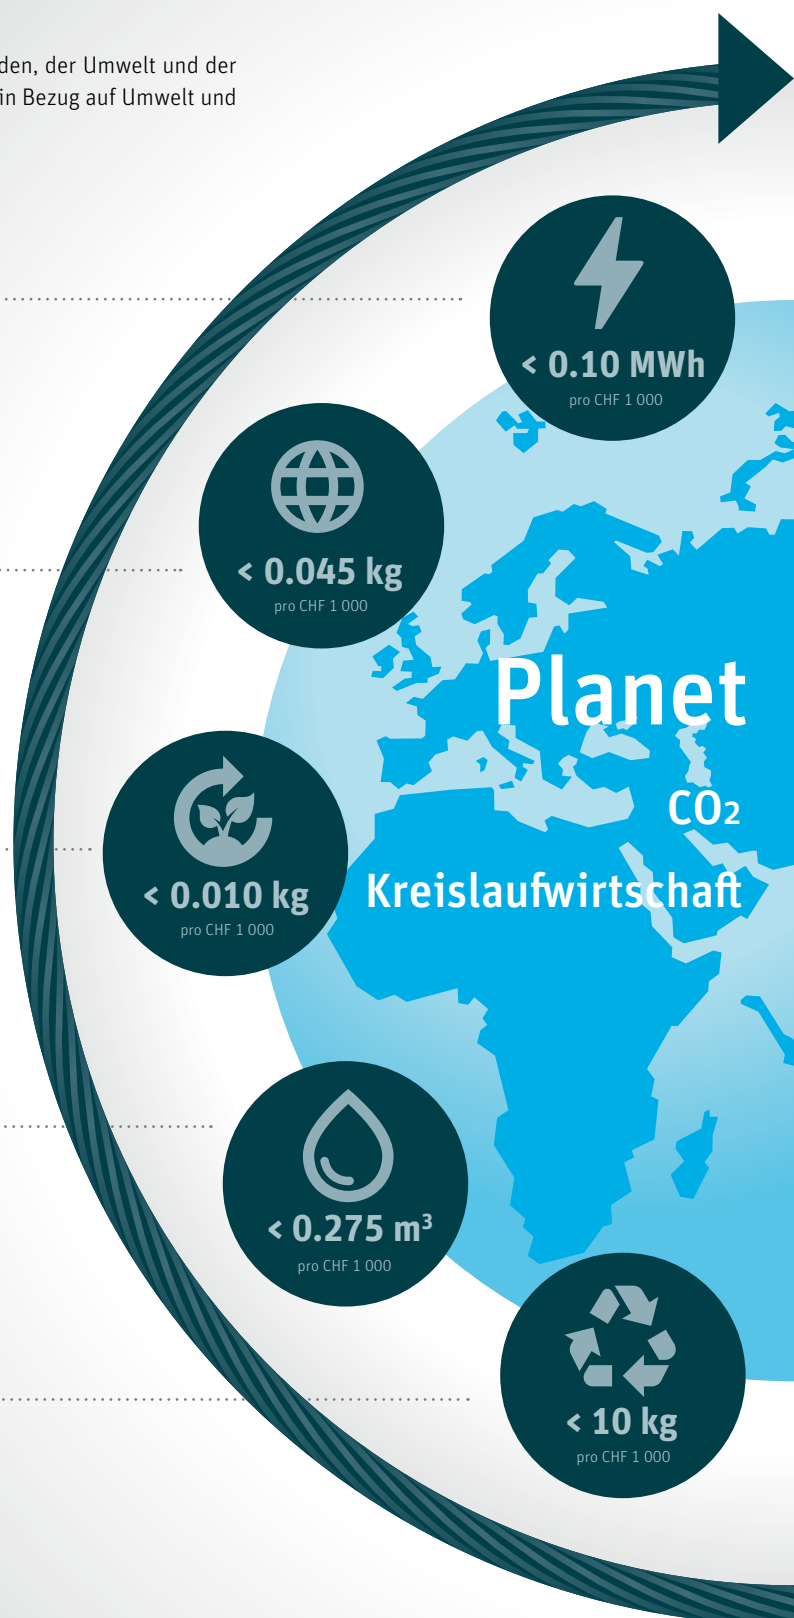 den, der Umwelt und der
in Bezug auf Umwelt und
< 0.10 MWh
pro CHF 1 000
< 0.045 kg
pro CHF 1 000
Planet
CO₂
Kreislaufwirtschaft
< 0.010 kg
pro CHF 1 000
< 0.275 m³
pro CHF 1 000
< 10 kg
pro CHF 1 000